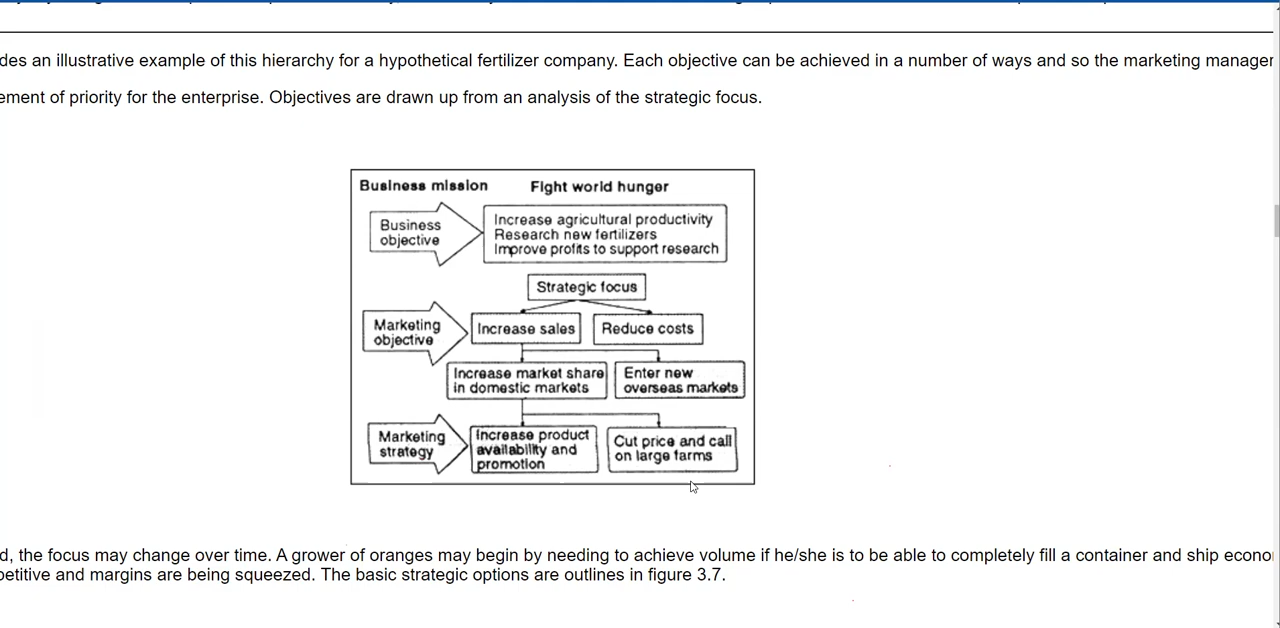 des an illustrative example of this hierarchy for a hypothetical fertilizer company. Each objective can be achieved in a number of ways and so the marketing manager
ement of priority for the enterprise. Objectives are drawn up from an analysis of the strategic focus.
Business mission
Fight world hunger
Business
objective
Increase agricultural productivity
Research new fertilizers
Improve profits to support research
Strategic focus
Marketing
objective
Increase sales
Reduce costs
Increase market share
in domestic markets
Enter new
overseas markets
Marketing
strategy
Increase product
availability and
promotion
Cut price and call
on large farms
d, the focus may change over time. A grower of oranges may begin by needing to achieve volume if he/she is to be able to completely fill a container and ship econo
petitive and margins are being squeezed. The basic strategic options are outlines in figure 3.7.